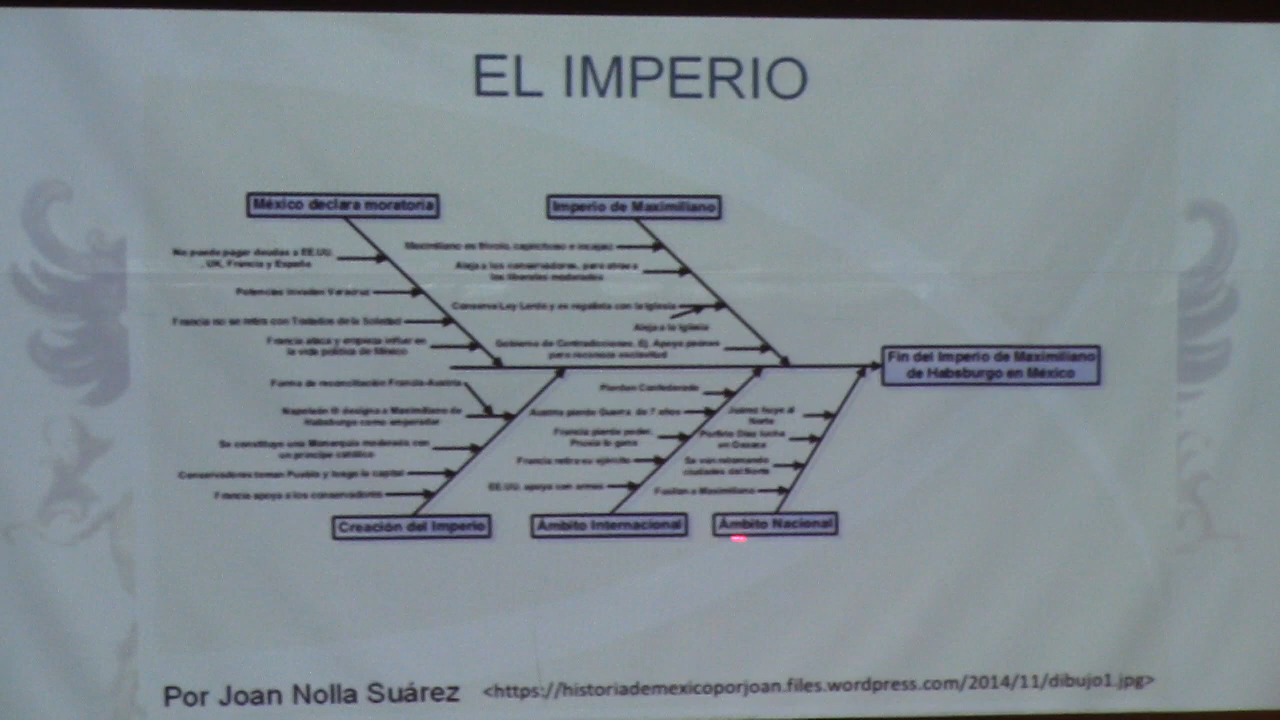 EL IMPERIO
México declara moratoria
No puede pagar deudas a EE.UU.
, UK, Francia y España
Potencias invaden Veracruz
Francia no se retira con Tratados de la Soledad
Francia ataca y empieza influir en
la vida política de México
Imperio de Maximiliano
Maximiliano es frívolo, caprichoso e incapaz
Aleja a los conservadores, pero atrae a
los liberales moderados
Conserva Ley Lerdo y es regalista con la Iglesia
Aleja a la Iglesia
Gobierno de Contradicciones. Ej. Apoya peones
pero reconoce esclavitud
Fin del Imperio de Maximiliano
de Habsburgo en México
Forma de reconciliación Francia-Austria
Napoleón III designa a Maximiliano de
Habsburgo como emperador
Se constituye una Monarquía moderada con
un príncipe católico
Conservadores toman Puebla y luego la capital
Francia apoya a los conservadores
Creación del Imperio
Pierden Confederado
Austria pierde Guerra de 7 años
Francia pierde poder,
Prusia lo gana
Francia retira su ejército
EE.UU. apoya con armas
Ámbito Internacional
Juárez huye al
Norte
Porfirio Díaz lucha
en Oaxaca
Se van retomando
ciudades del Norte
Fusilan a Maximiliano
Ámbito Nacional
Por Joan Nolla Suárez
<https://historiademexicoporjoan.files.wordpress.com/2014/11/dibujo1.jpg>